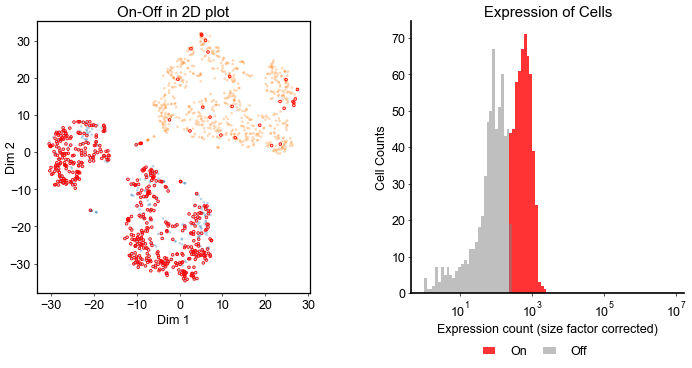 On-Off in 2D plot
30
20
10
0
−10
−20
−30
Dim 2
−30 −20 −10 0 10 20 30
Dim 1
Expression of Cells
70
60
50
40
30
20
10
0
Cell Counts
10^1 10^3 10^5 10^7
Expression count (size factor corrected)
On Off